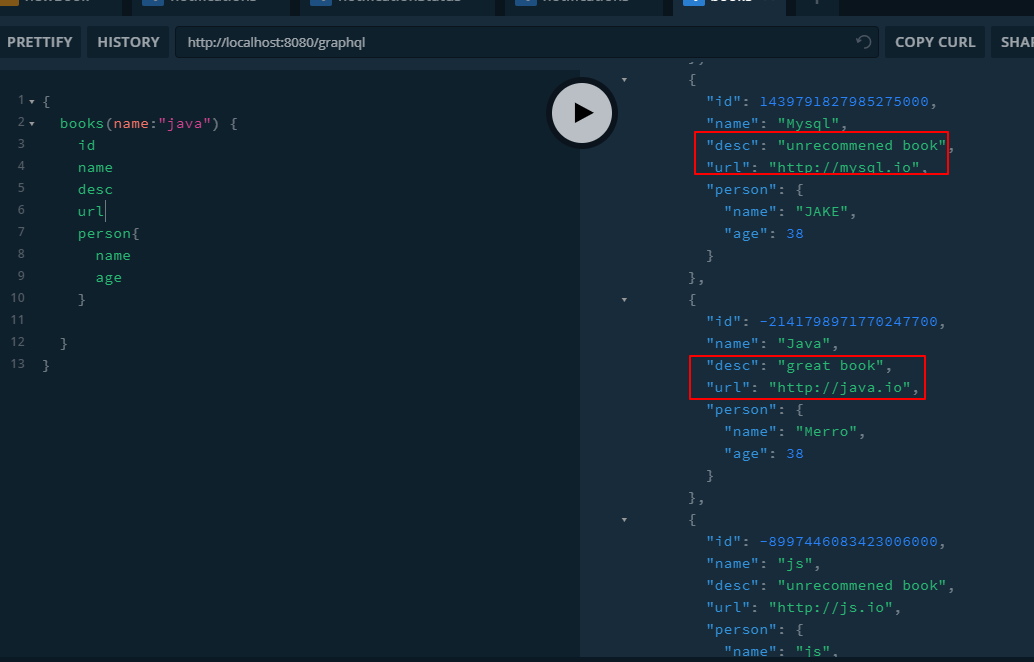 PRETTIFY
HISTORY
http://localhost:8080/graphql
COPY CURL
1 {
2 books(name:"java") {
3 id
4 name
5 desc
6 url
7 person{
8 name
9 age
10 }
11
12 }
13 }
{
"id": 1439791827985275000,
"name": "Mysql",
"desc": "unrecommened book",
"url": "http://mysql.io",
"person": {
"name": "JAKE",
"age": 38
}
},
{
"id": -2141798971770247700,
"name": "Java",
"desc": "great book",
"url": "http://java.io",
"person": {
"name": "Merro",
"age": 38
}
},
{
"id": -8997446083423006000,
"name": "js",
"desc": "unrecommened book",
"url": "http://js.io",
"person": {
"name": "js",